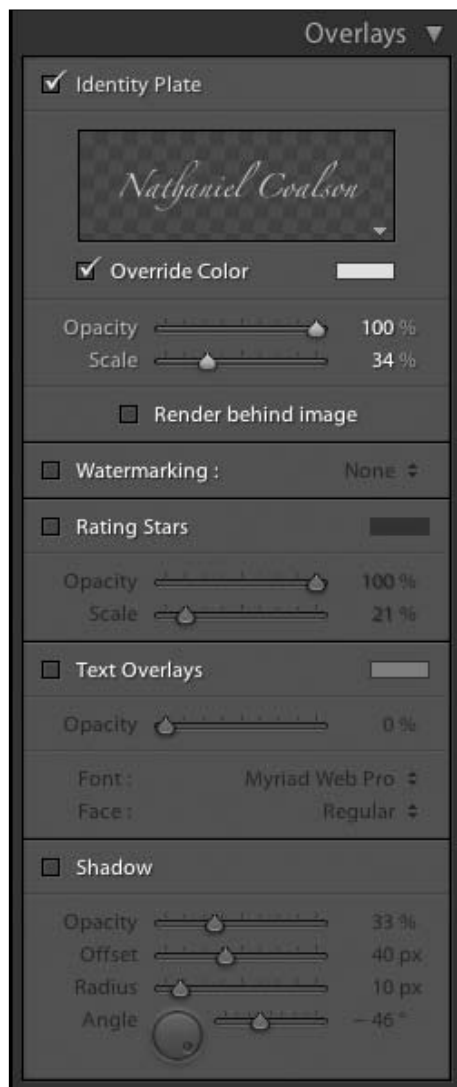 Overlays
Identity Plate
Nathaniel Coalson
Override Color
Opacity 100 %
Scale 34 %
Render behind image
Watermarking : None
Rating Stars
Opacity 100 %
Scale 21 %
Text Overlays
Opacity 0 %
Font : Myriad Web Pro
Face : Regular
Shadow
Opacity 33 %
Offset 40 px
Radius 10 px
Angle – 46 °